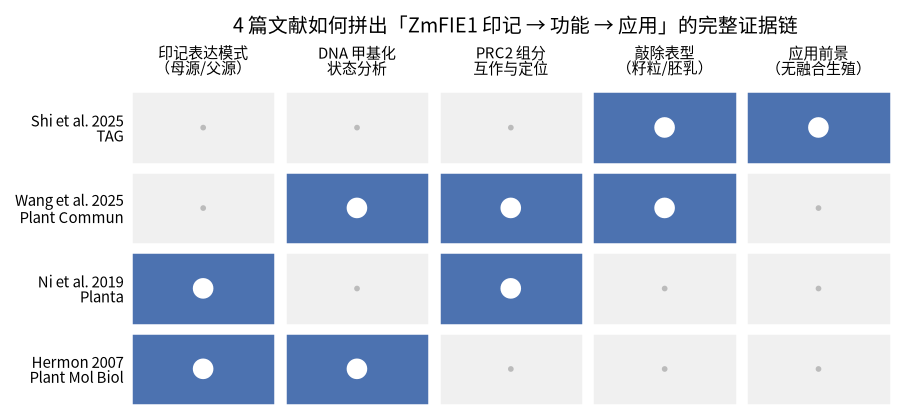 4 篇文献如何拼出「ZmFIE1 印记 → 功能 → 应用」的完整证据链
印记表达模式
（母源/父源）
DNA 甲基化
状态分析
PRC2 组分
互作与定位
敲除表型
（籽粒/胚乳）
应用前景
（无融合生殖）
Shi et al. 2025
TAG
Wang et al. 2025
Plant Commun
Ni et al. 2019
Planta
Hermon 2007
Plant Mol Biol